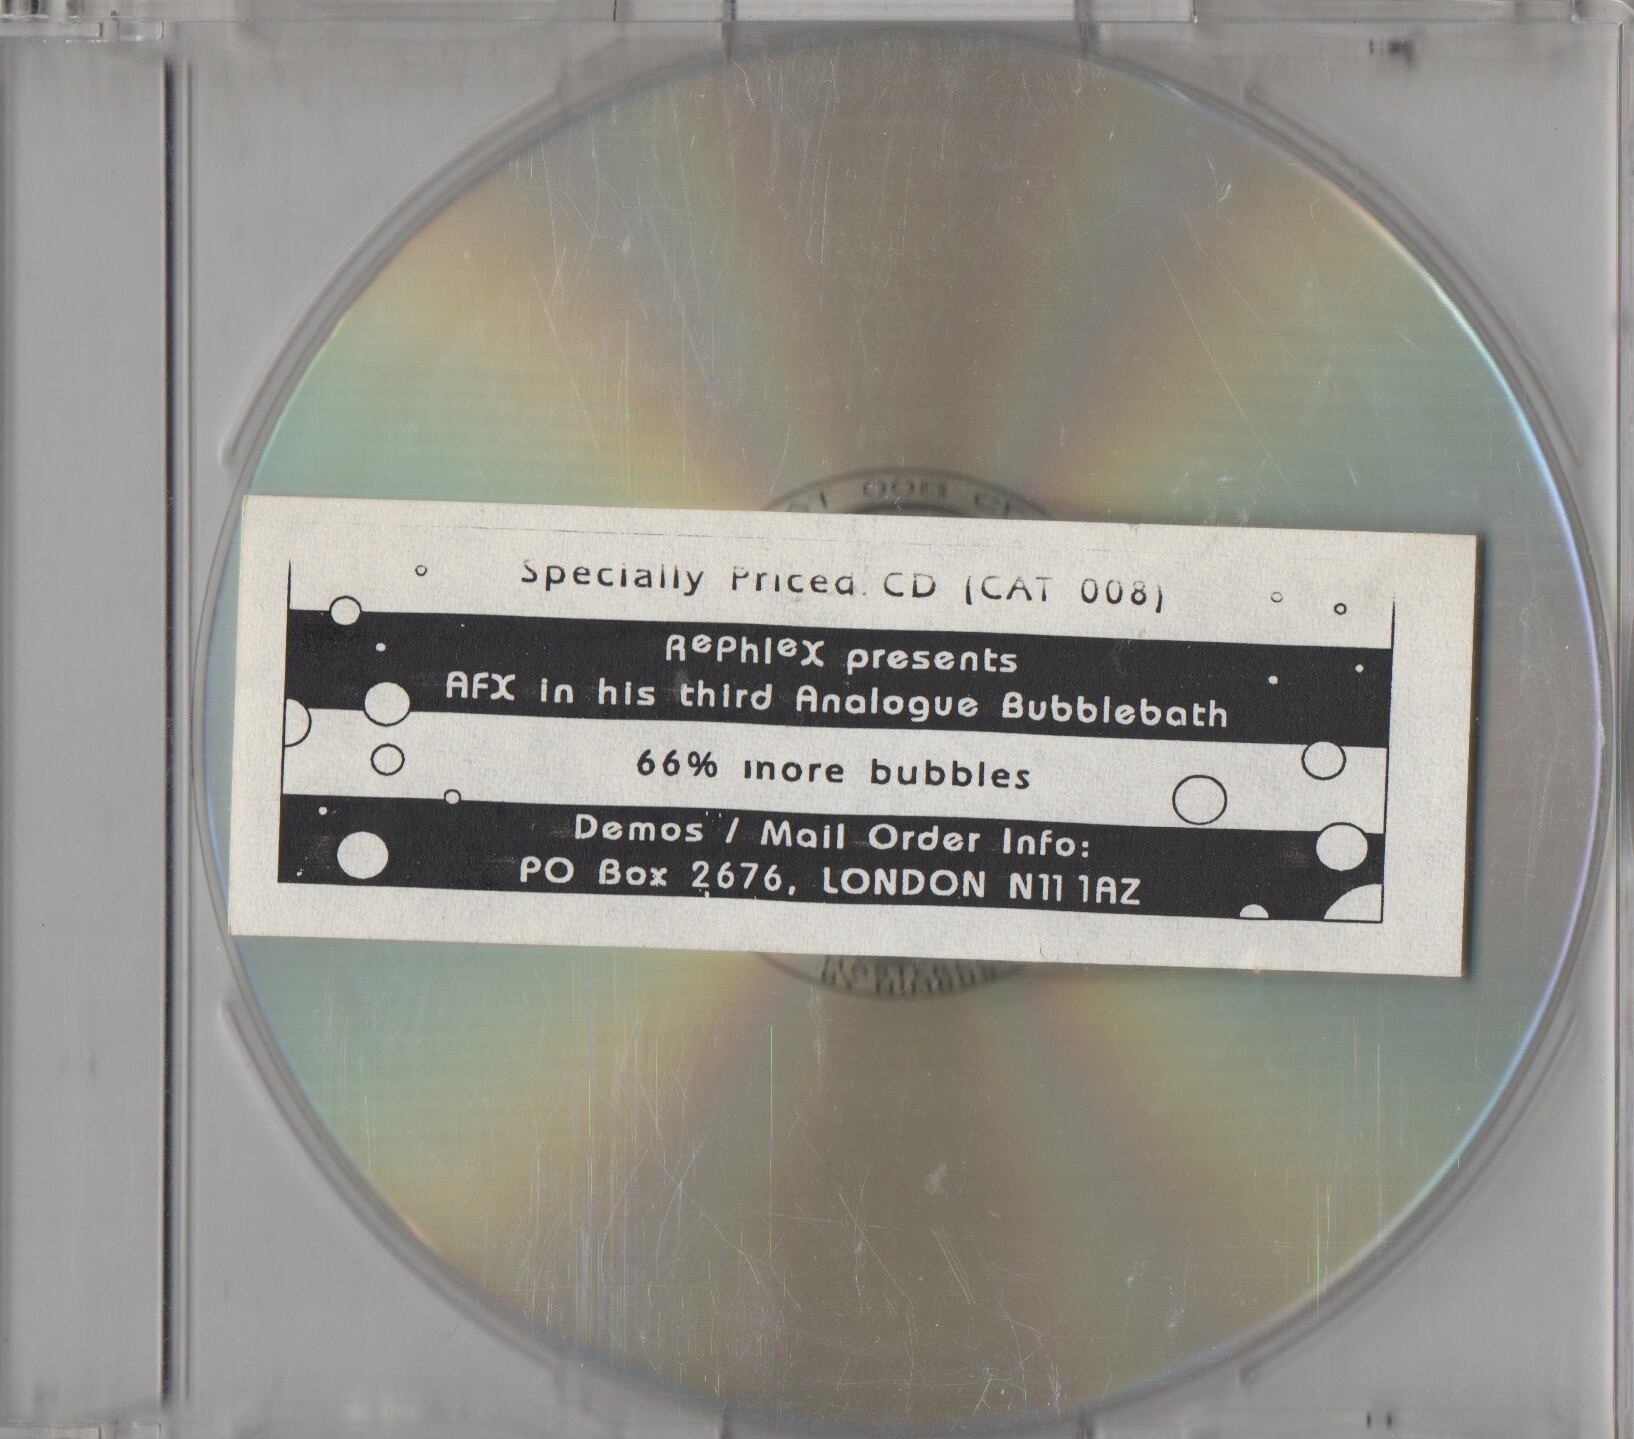 Specially Priced CD (CAT 008)
RePhleX presents
AFX in his third Analogue Bubblebath
66% more bubbles
Demos / Mail Order Info:
PO Box 2676, LONDON N11 1AZ